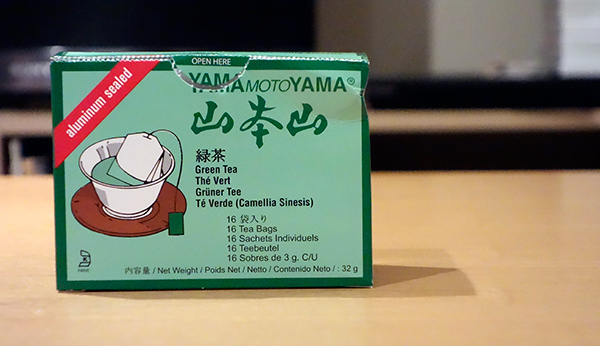 OPEN HERE
aluminum sealed
YAMAMOTOYAMA®
山本山
緑茶
Green Tea
Thé Vert
Grüner Tee
Té Verde (Camellia Sinesis)
16 袋入り
16 Tea Bags
16 Sachets Individuels
16 Teebeutel
16 Sobres de 3 g. C/U
内容量 / Net Weight / Poids Net / Netto / Contenido Neto / : 32 g